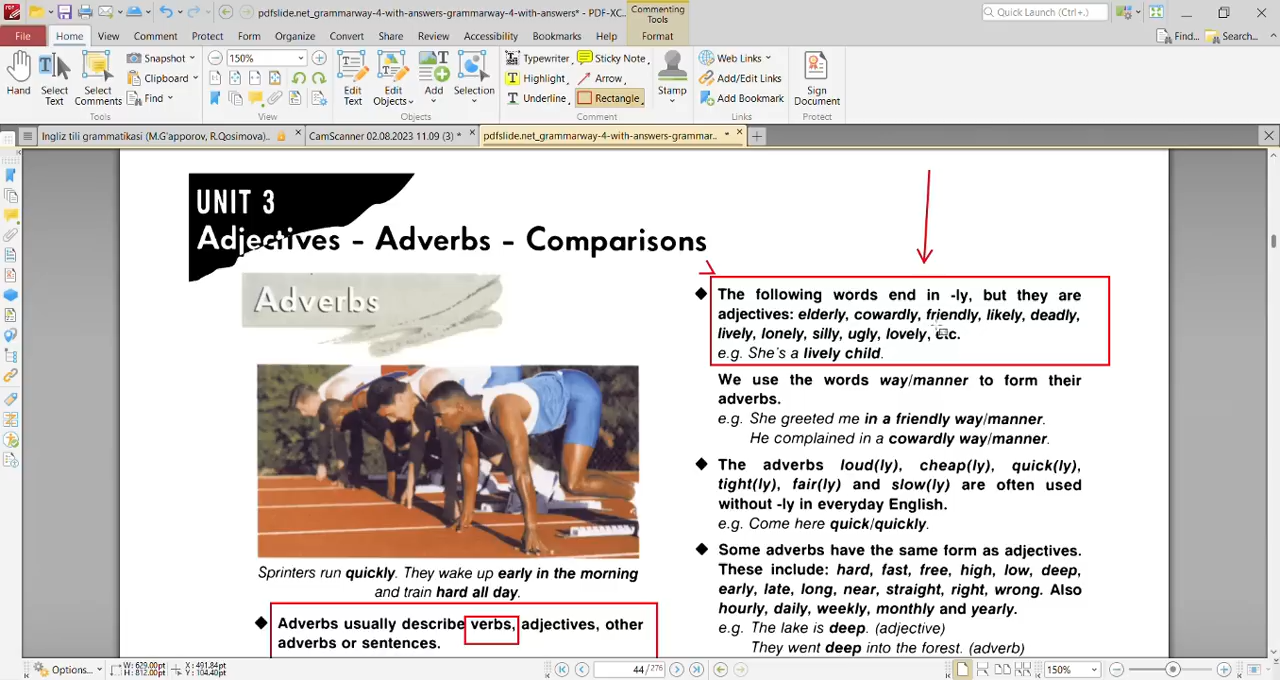 pdfslide.net_grammarway-4-with-answers-grammarway-4-with-answers* - PDF-XC...
Commenting Tools
Quick Launch (Ctrl+.)
File Home View Comment Protect Form Organize Convert Share Review Accessibility Bookmarks Help Format
Find... Search...
Hand
Select Text
Select Comments
Snapshot
Clipboard
Find
Tools
150%
View
Edit Text
Edit Objects
Add
Selection
Objects
Typewriter
Highlight
Underline
Sticky Note
Arrow
Rectangle
Stamp
Comment
Web Links
Add/Edit Links
Add Bookmark
Links
Sign Document
Protect
Ingliz tili grammatikasi (M.G'apporov, R.Qosimova)..
CamScanner 02.08.2023 11.09 (3) *
pdfslide.net_grammarway-4-with-answers-grammar.. *
UNIT 3
Adjectives - Adverbs - Comparisons
Adverbs
Sprinters run quickly. They wake up early in the morning
and train hard all day.
◆ Adverbs usually describe verbs, adjectives, other
adverbs or sentences.
◆ The following words end in -ly, but they are
adjectives: elderly, cowardly, friendly, likely, deadly,
lively, lonely, silly, ugly, lovely, etc.
e.g. She's a lively child.
We use the words way/manner to form their
adverbs.
e.g. She greeted me in a friendly way/manner.
He complained in a cowardly way/manner.
◆ The adverbs loud(ly), cheap(ly), quick(ly),
tight(ly), fair(ly) and slow(ly) are often used
without -ly in everyday English.
e.g. Come here quick/quickly.
◆ Some adverbs have the same form as adjectives.
These include: hard, fast, free, high, low, deep,
early, late, long, near, straight, right, wrong. Also
hourly, daily, weekly, monthly and yearly.
e.g. The lake is deep. (adjective)
They went deep into the forest. (adverb)
Options...
W: 629.00pt
H: 812.00pt
X: 491.84pt
Y: 104.40pt
44 / 276
150%